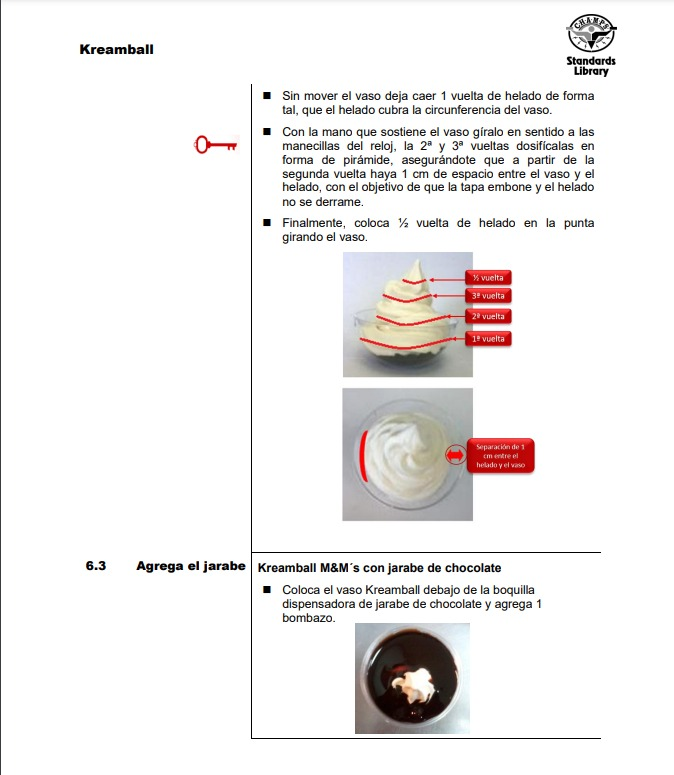 Kreamball
CHAMPS
Standards
Library
■ Sin mover el vaso deja caer 1 vuelta de helado de forma
tal, que el helado cubra la circunferencia del vaso.
■ Con la mano que sostiene el vaso gíralo en sentido a las
manecillas del reloj, la 2ª y 3ª vueltas dosifícalas en
forma de pirámide, asegurándote que a partir de la
segunda vuelta haya 1 cm de espacio entre el vaso y el
helado, con el objetivo de que la tapa embone y el helado
no se derrame.
■ Finalmente, coloca ½ vuelta de helado en la punta
girando el vaso.
½ vuelta
3ª vuelta
2ª vuelta
1ª vuelta
Separación de 1
cm entre el
helado y el vaso
6.3 Agrega el jarabe
Kreamball M&M´s con jarabe de chocolate
■ Coloca el vaso Kreamball debajo de la boquilla
dispensadora de jarabe de chocolate y agrega 1
bombazo.